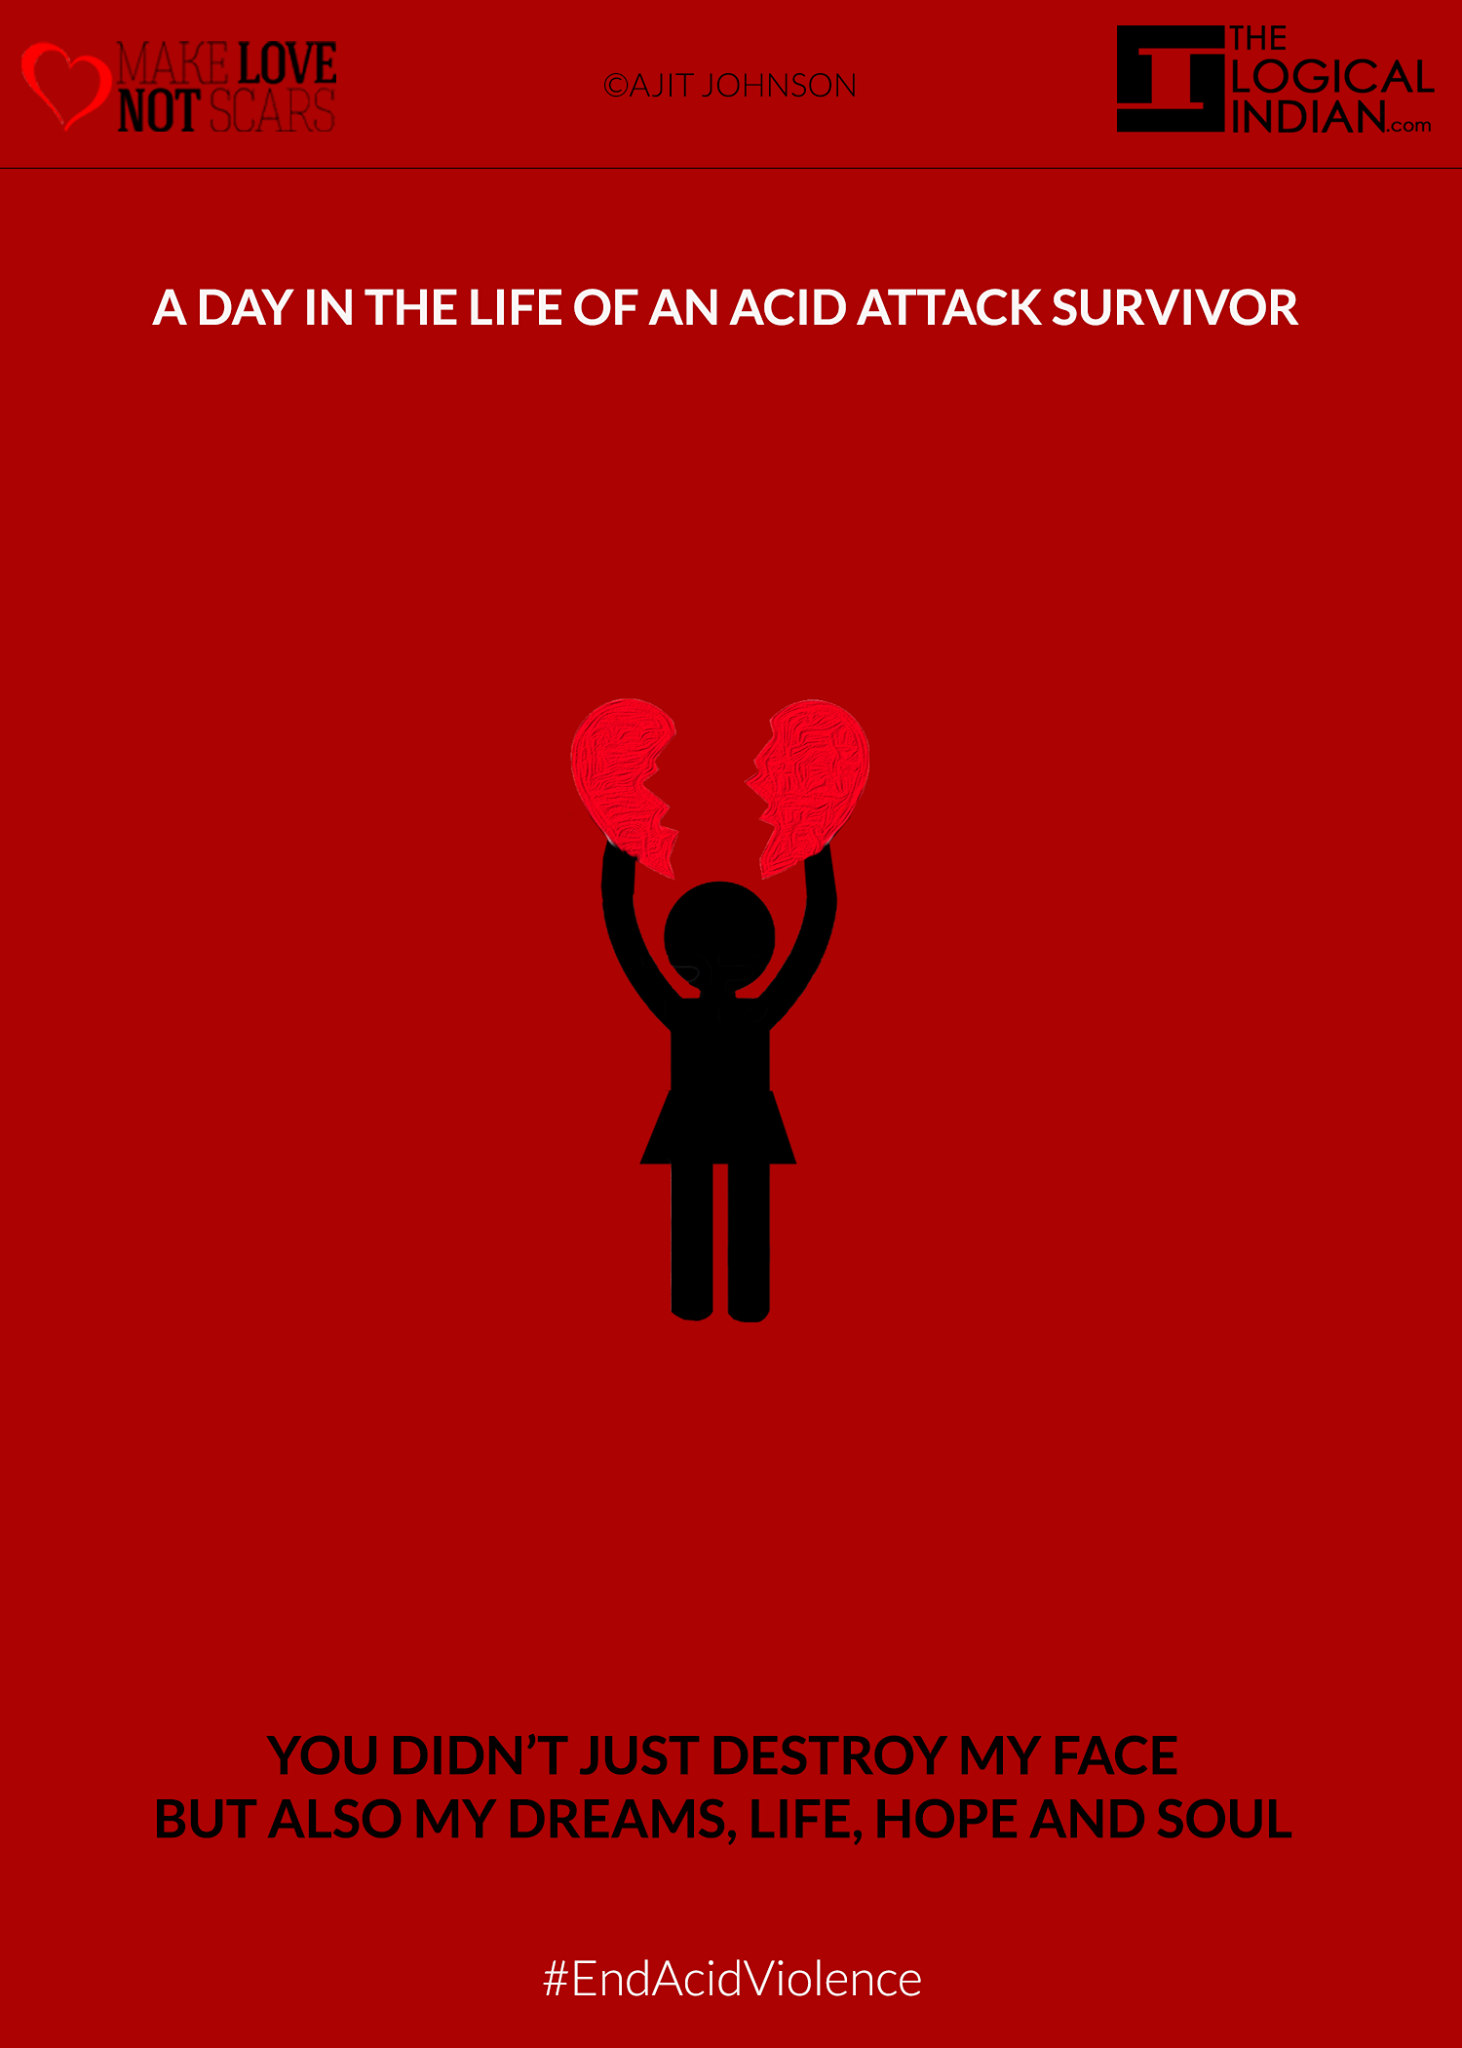 MAKE LOVE
NOT SCARS
©AJIT JOHNSON
THE
LOGICAL
INDIAN.com
A DAY IN THE LIFE OF AN ACID ATTACK SURVIVOR
YOU DIDN’T JUST DESTROY MY FACE
BUT ALSO MY DREAMS, LIFE, HOPE AND SOUL
#EndAcidViolence